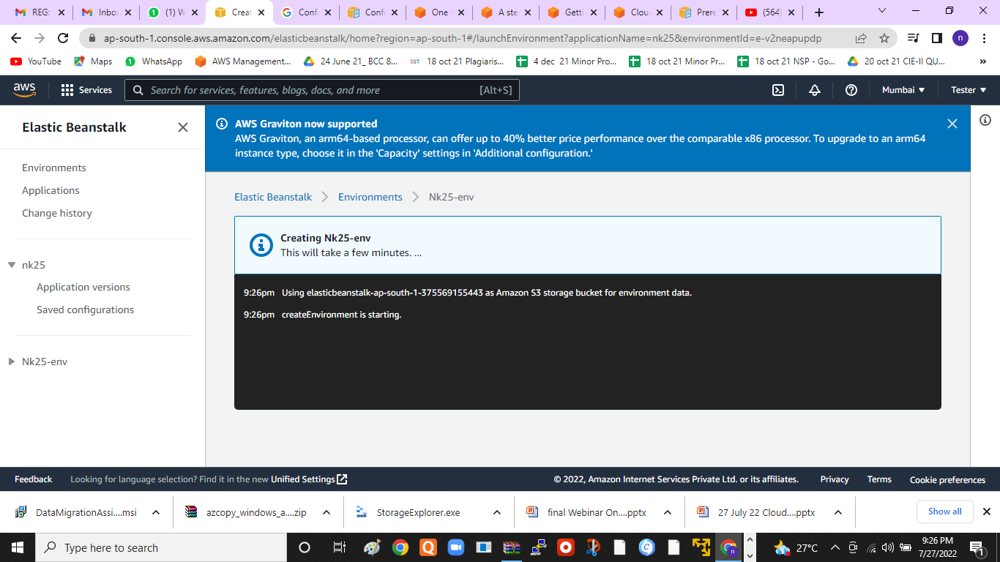 REG:
Inbo
(1) W
Creat
Confi
Confi
One
A ste
Getti
Clou
Prere
(564)
ap-south-1.console.aws.amazon.com/elasticbeanstalk/home?region=ap-south-1#/launchEnvironment?applicationName=nk25&environmentId=e-v2neapupdp
n
YouTube
Maps
WhatsApp
AWS Management...
24 June 21_ BCC 8...
SST 18 oct 21 Plagiaris...
4 dec 21 Minor Pro...
18 oct 21 Minor Pr...
18 oct 21 NSP - Go...
20 oct 21 CIE-II QU...
»
aws
Services
Search for services, features, blogs, docs, and more [Alt+S]
Mumbai
Tester
Elastic Beanstalk
Environments
Applications
Change history
nk25
Application versions
Saved configurations
Nk25-env
AWS Graviton now supported
AWS Graviton, an arm64-based processor, can offer up to 40% better price performance over the comparable x86 processor. To upgrade to an arm64
instance type, choose it in the 'Capacity' settings in 'Additional configuration.'
Elastic Beanstalk > Environments > Nk25-env
Creating Nk25-env
This will take a few minutes. ...
9:26pm Using elasticbeanstalk-ap-south-1-375569155443 as Amazon S3 storage bucket for environment data.
9:26pm createEnvironment is starting.
Feedback
Looking for language selection? Find it in the new Unified Settings
© 2022, Amazon Internet Services Private Ltd. or its affiliates.
Privacy
Terms
Cookie preferences
DataMigrationAssi....msi
azcopy_windows_a....zip
StorageExplorer.exe
final Webinar On....pptx
27 July 22 Cloud....pptx
Show all
Type here to search
n
27°C
9:26 PM
7/27/2022
1